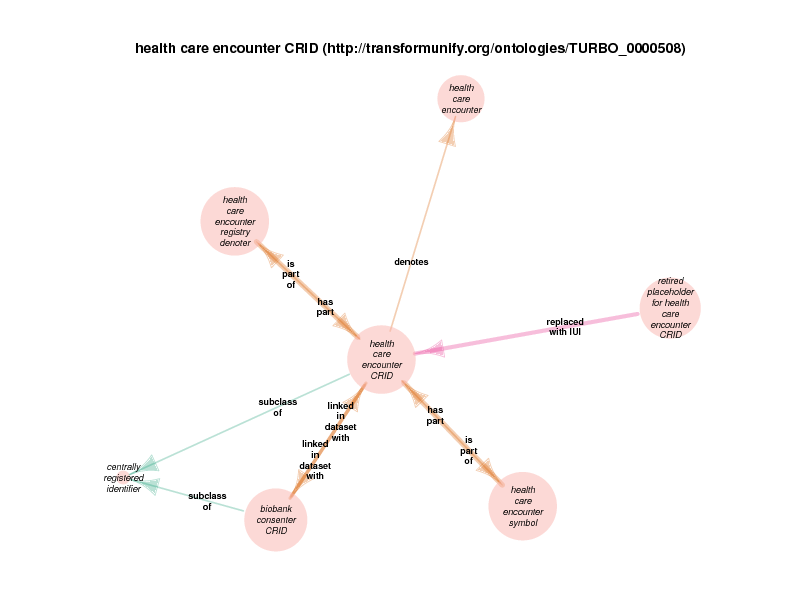 health care encounter CRID (http://transformunify.org/ontologies/TURBO_0000508)
health
care
encounter
health
care
encounter
registry
denoter
is
part
of
has
part
denotes
retired
placeholder
for health
care
encounter
CRID
replaced
with IUI
health
care
encounter
CRID
subclass
of
linked
in
dataset
with
linked
in
dataset
with
has
part
is
part
of
centrally
registered
identifier
subclass
of
biobank
consenter
CRID
health
care
encounter
symbol